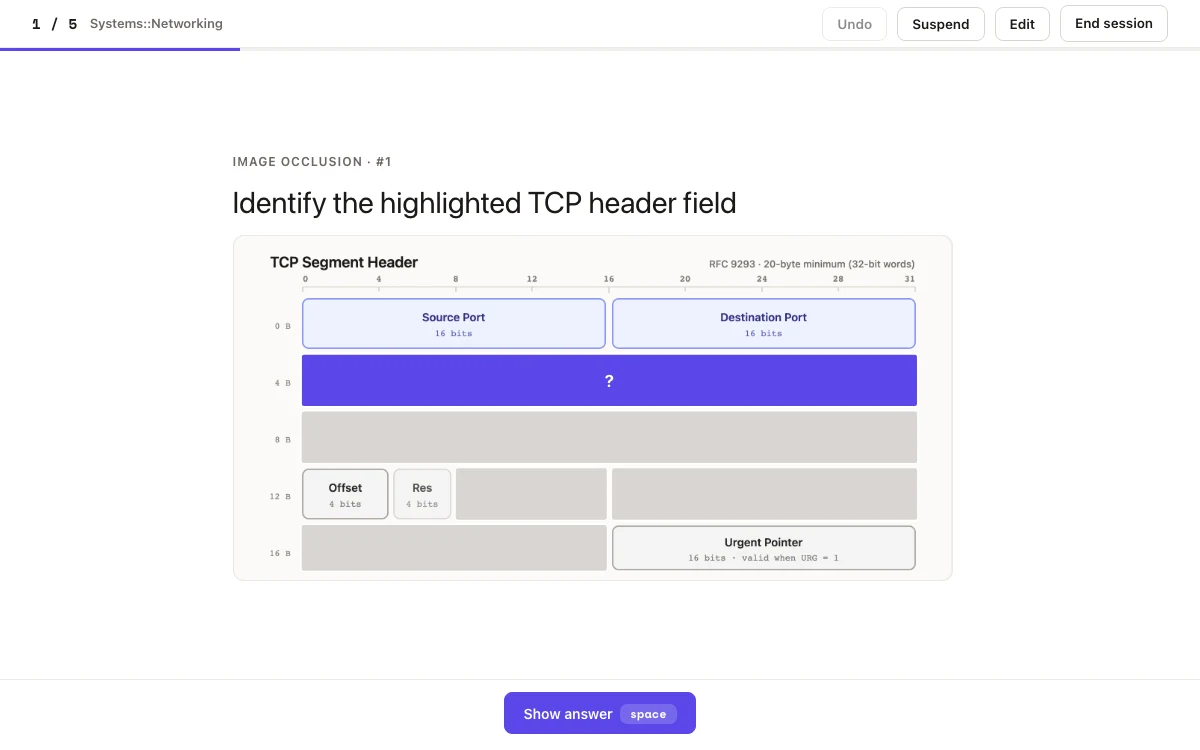 1 / 5 Systems::Networking
Undo
Suspend
Edit
End session
IMAGE OCCLUSION · #1
Identify the highlighted TCP header field
TCP Segment Header
RFC 9293 · 20-byte minimum (32-bit words)
0 4 8 12 16 20 24 28 31
0 B
Source Port
16 bits
Destination Port
16 bits
4 B
?
8 B
12 B
Offset
4 bits
Res
4 bits
16 B
Urgent Pointer
16 bits · valid when URG = 1
Show answer space